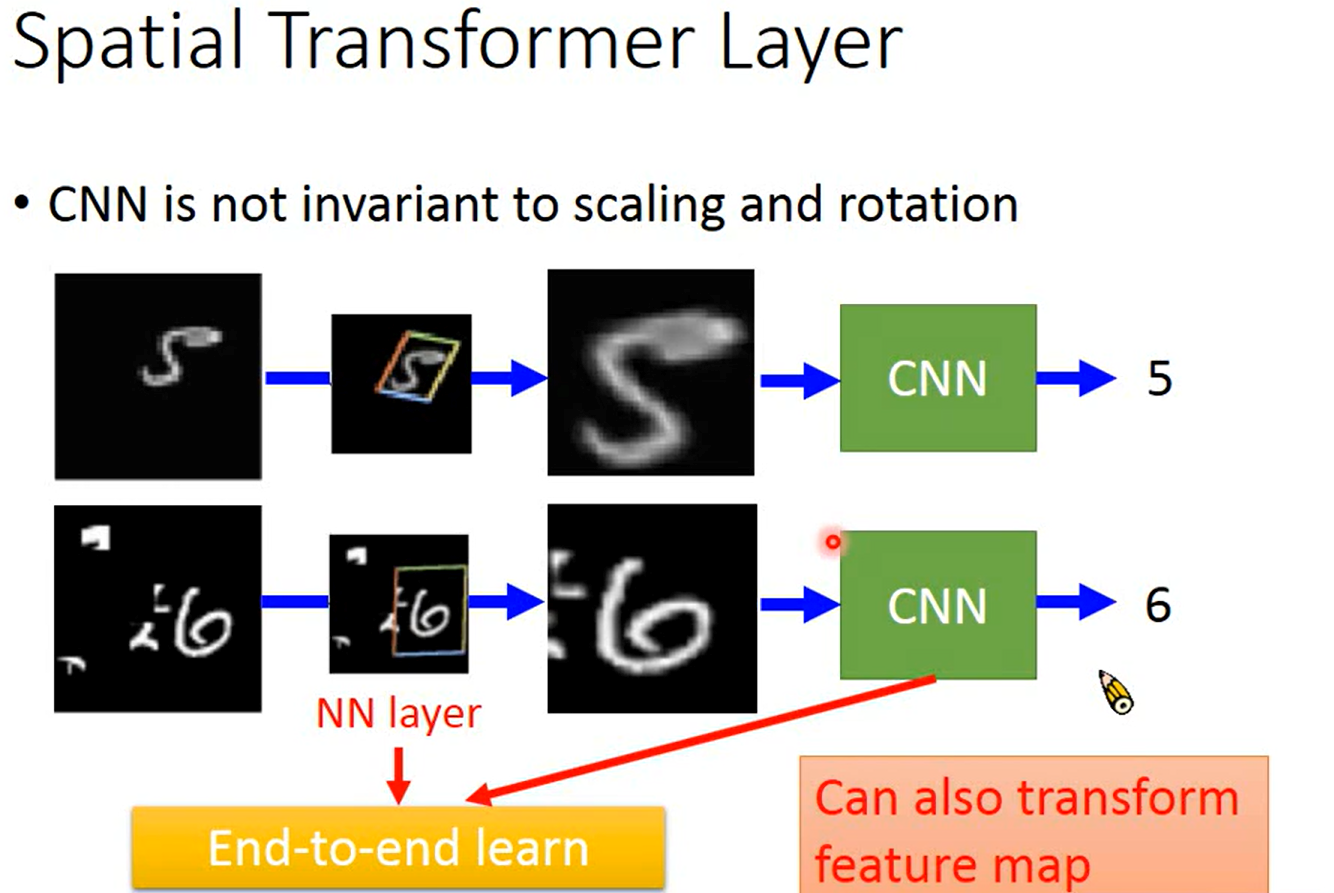 Spatial Transformer Layer
• CNN is not invariant to scaling and rotation
CNN
5
CNN
6
NN layer
End-to-end learn
Can also transform
feature map